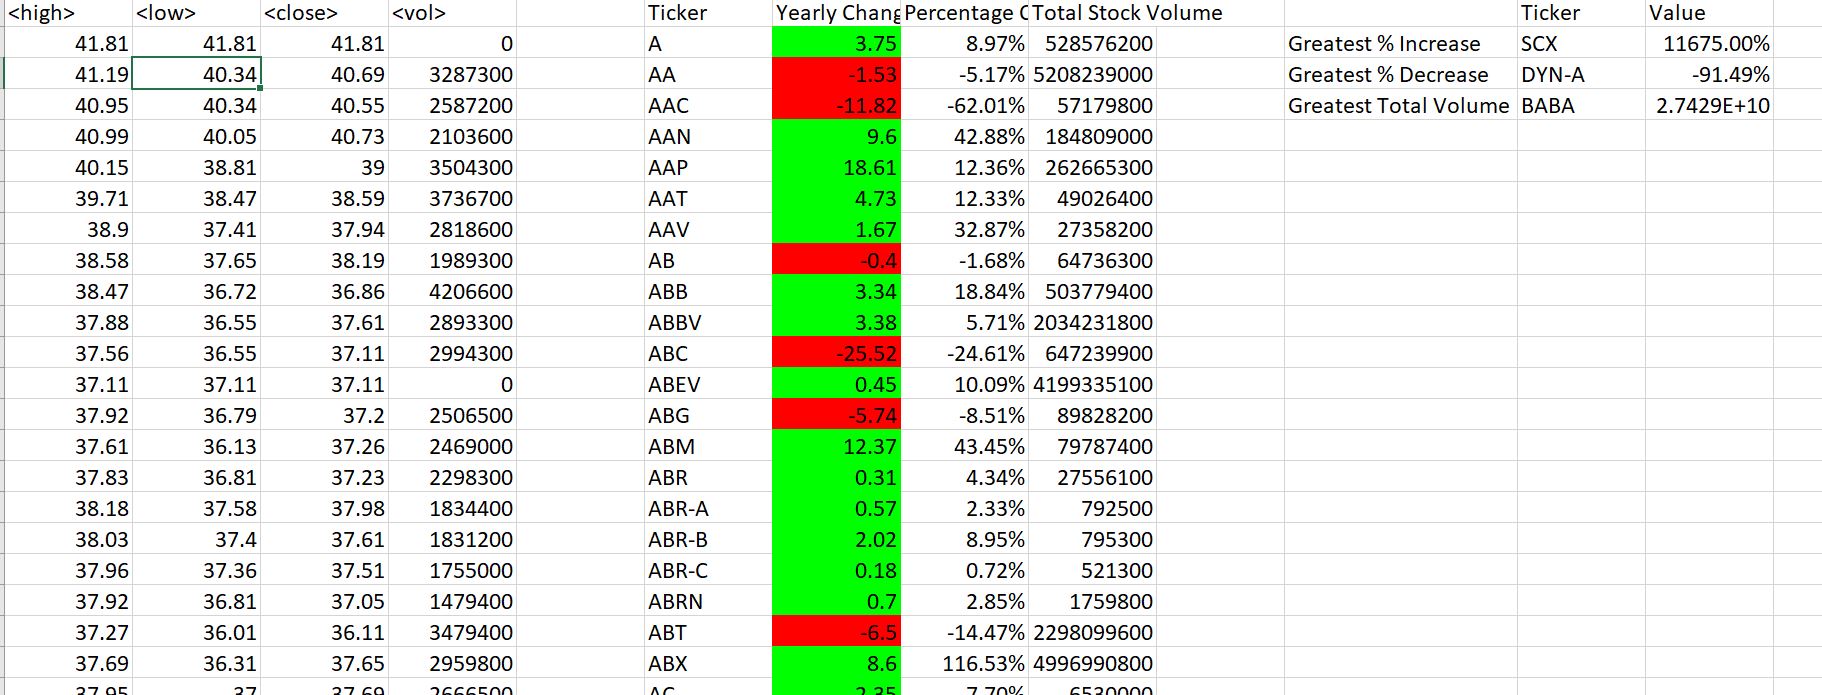 <high> <low> <close> <vol> Ticker Yearly Chang Percentage C Total Stock Volume Ticker Value
41.81 41.81 41.81 0 A 3.75 8.97% 528576200 Greatest % Increase SCX 11675.00%
41.19 40.34 40.69 3287300 AA -1.53 -5.17% 5208239000 Greatest % Decrease DYN-A -91.49%
40.95 40.34 40.55 2587200 AAC -11.82 -62.01% 57179800 Greatest Total Volume BABA 2.7429E+10
40.99 40.05 40.73 2103600 AAN 9.6 42.88% 184809000
40.15 38.81 39 3504300 AAP 18.61 12.36% 262665300
39.71 38.47 38.59 3736700 AAT 4.73 12.33% 49026400
38.9 37.41 37.94 2818600 AAV 1.67 32.87% 27358200
38.58 37.65 38.19 1989300 AB -0.4 -1.68% 64736300
38.47 36.72 36.86 4206600 ABB 3.34 18.84% 503779400
37.88 36.55 37.61 2893300 ABBV 3.38 5.71% 2034231800
37.56 36.55 37.11 2994300 ABC -25.52 -24.61% 647239900
37.11 37.11 37.11 0 ABEV 0.45 10.09% 4199335100
37.92 36.79 37.2 2506500 ABG -5.74 -8.51% 89828200
37.61 36.13 37.26 2469000 ABM 12.37 43.45% 79787400
37.83 36.81 37.23 2298300 ABR 0.31 4.34% 27556100
38.18 37.58 37.98 1834400 ABR-A 0.57 2.33% 792500
38.03 37.4 37.61 1831200 ABR-B 2.02 8.95% 795300
37.96 37.36 37.51 1755000 ABR-C 0.18 0.72% 521300
37.92 36.81 37.05 1479400 ABRN 0.7 2.85% 1759800
37.27 36.01 36.11 3479400 ABT -6.5 -14.47% 2298099600
37.69 36.31 37.65 2959800 ABX 8.6 116.53% 4996990800
37.95 37 37.69 2666500 AC 2.35 7.70% 6530000